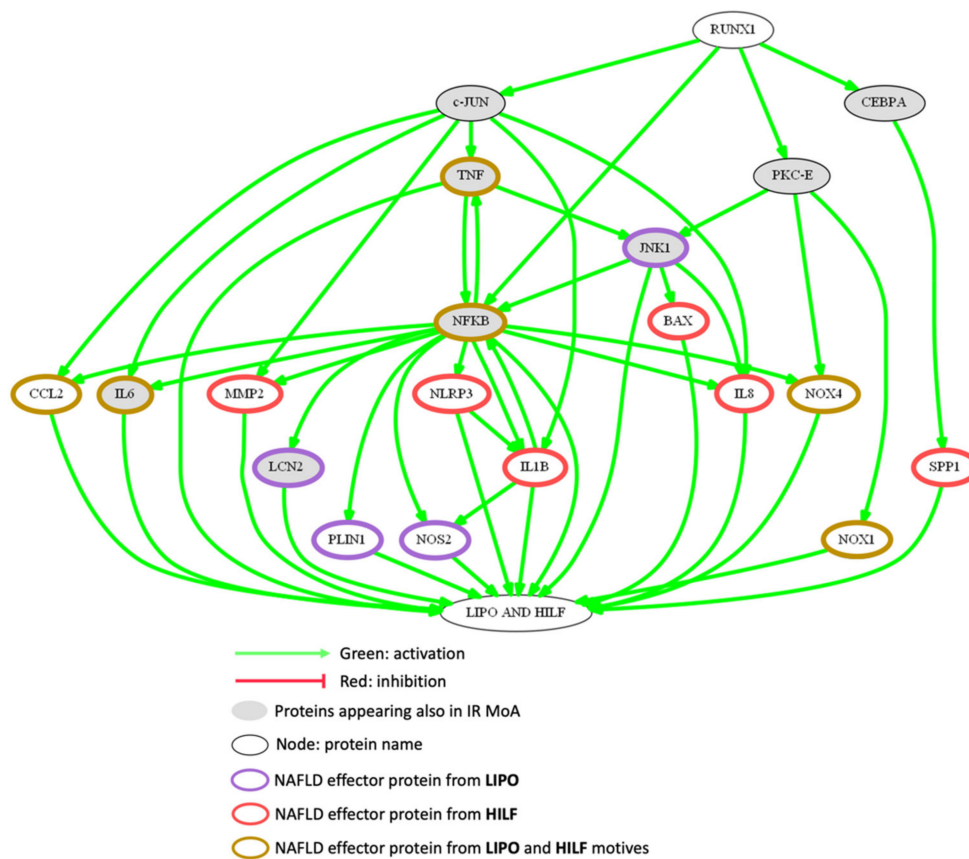 RUNX1
c-JUN
CEBPA
TNF
PKC-E
JNK1
NFKB
BAX
CCL2
IL6
MMP2
NLRP3
IL8
NOX4
LCN2
IL1B
SPP1
PLIN1
NOS2
NOX1
LIPO AND HILF
Green: activation
Red: inhibition
Proteins appearing also in IR MoA
Node: protein name
NAFLD effector protein from LIPO
NAFLD effector protein from HILF
NAFLD effector protein from LIPO and HILF motives